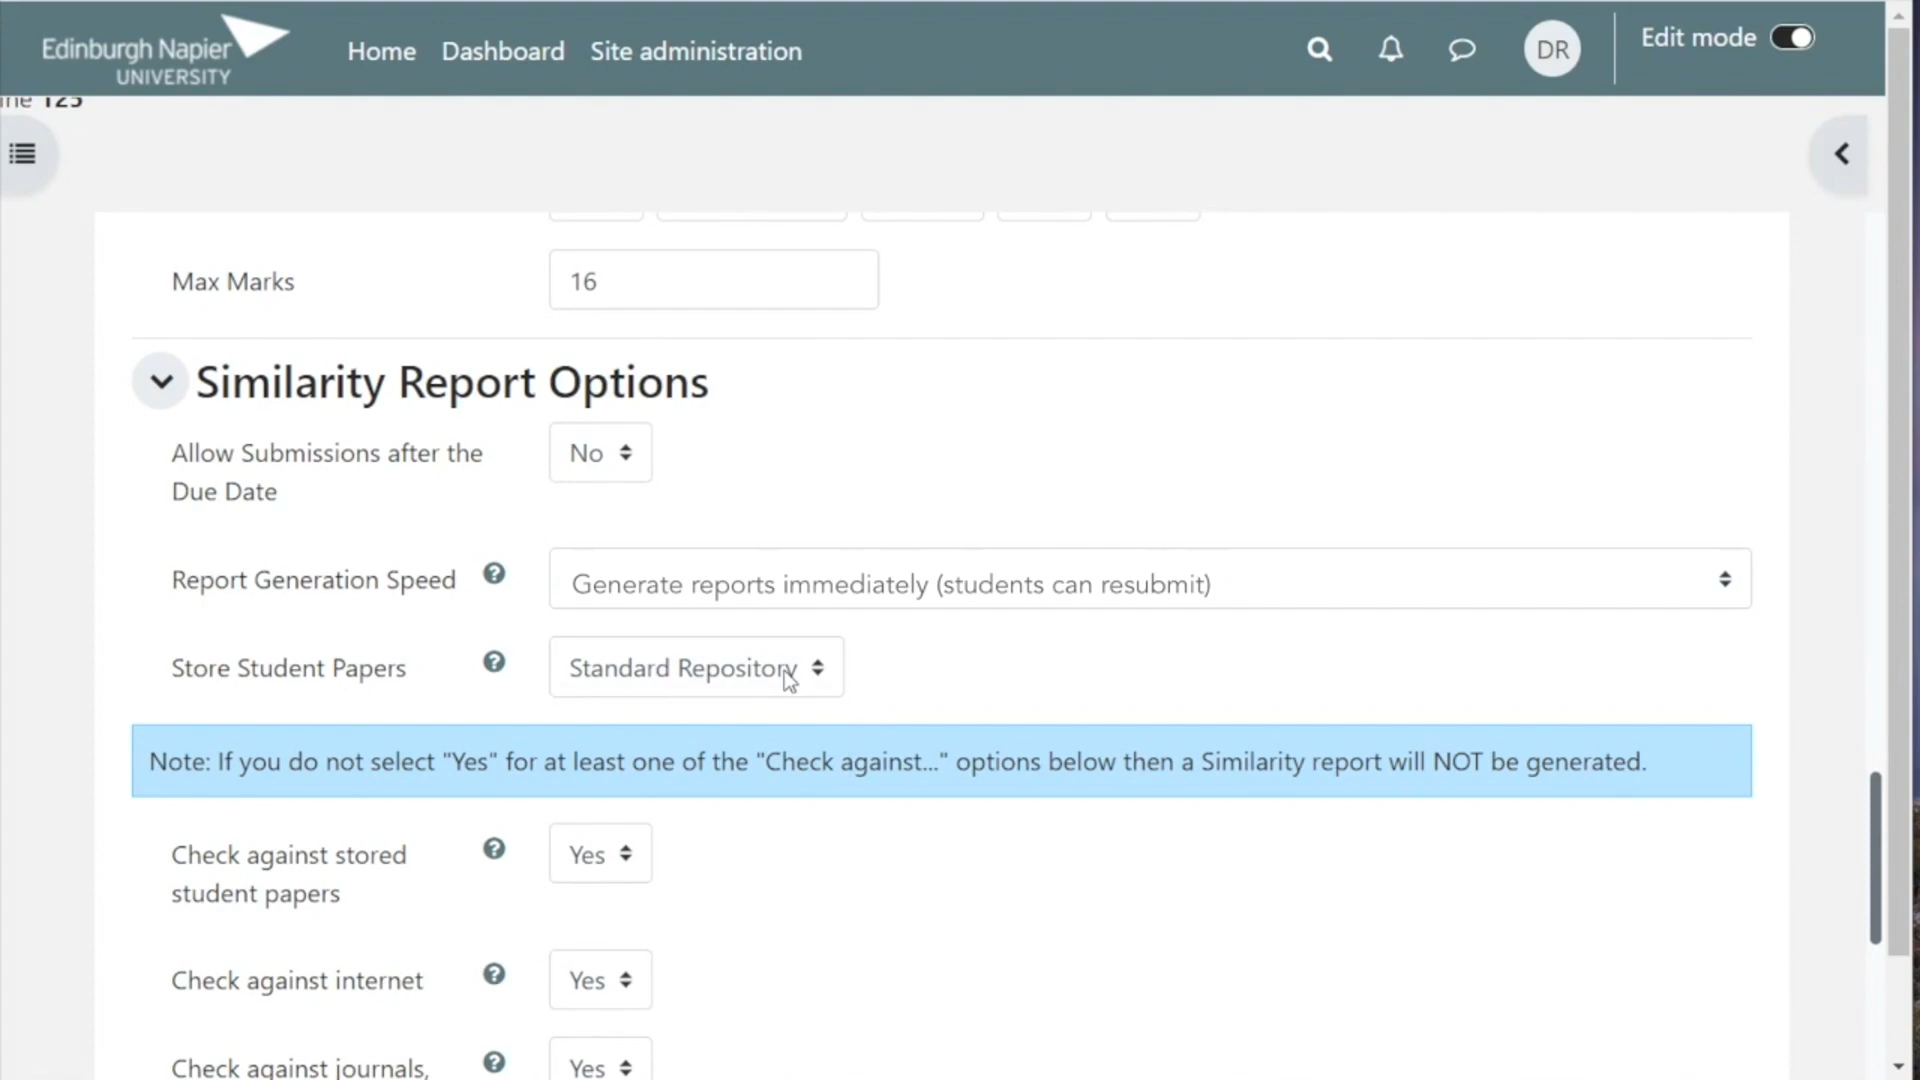 Edinburgh Napier
UNIVERSITY
Home Dashboard Site administration
DR
Edit mode
ine 125
Max Marks
16
Similarity Report Options
Allow Submissions after the
Due Date
No
Report Generation Speed
Generate reports immediately (students can resubmit)
Store Student Papers
Standard Repository
Note: If you do not select "Yes" for at least one of the "Check against..." options below then a Similarity report will NOT be generated.
Check against stored
student papers
Yes
Check against internet
Yes
Check against journals,
Yes